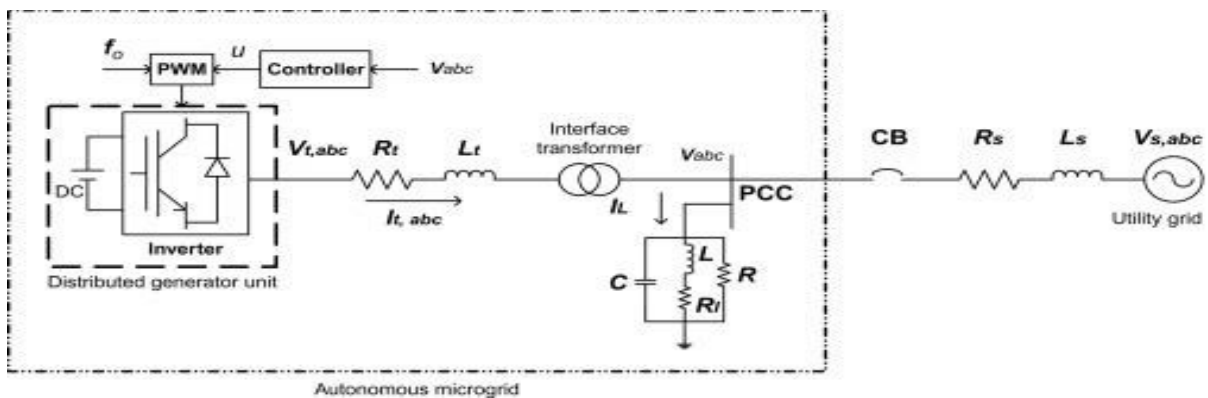 fo
PWM
u
Controller
Vabc
DC
Inverter
Distributed generator unit
Vt,abc
Rt
Lt
It, abc
Interface
transformer
Vabc
PCC
IL
C
L
Rl
R
CB
Rs
Ls
Vs,abc
Utility grid
Autonomous microgrid